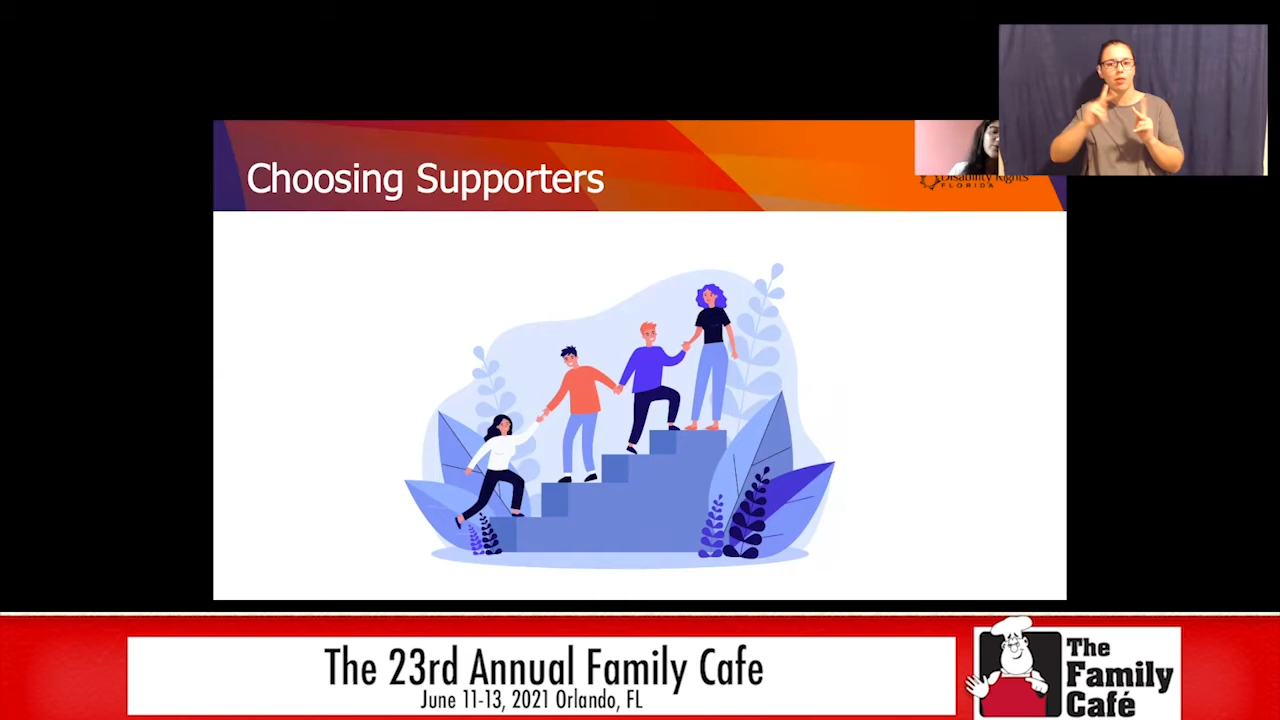 Choosing Supporters
Disability Rights
FLORIDA
The 23rd Annual Family Cafe
June 11-13, 2021 Orlando, FL
The
Family
Café